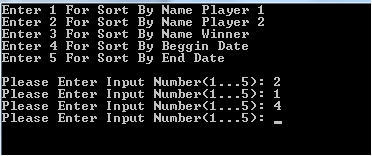 Enter 1 For Sort By Name Player 1
Enter 2 For Sort By Name Player 2
Enter 3 For Sort By Name Winner
Enter 4 For Sort By Beggin Date
Enter 5 For Sort By End Date
Please Enter Input Number(1...5): 2
Please Enter Input Number(1...5): 1
Please Enter Input Number(1...5): 4
Please Enter Input Number(1...5): _